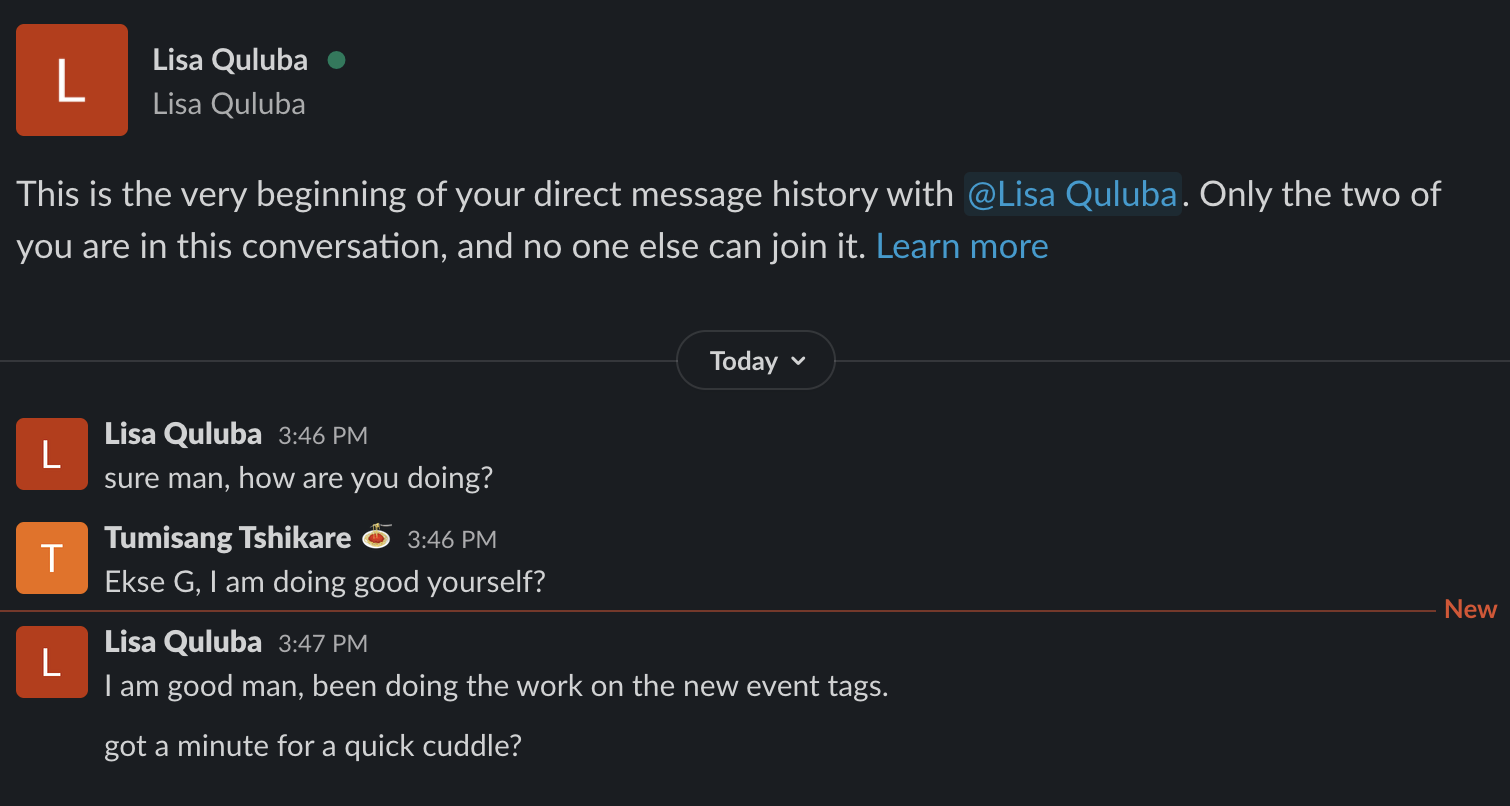 L
Lisa Quluba
Lisa Quluba
This is the very beginning of your direct message history with @Lisa Quluba. Only the two of
you are in this conversation, and no one else can join it. Learn more
Today
L
Lisa Quluba 3:46 PM
sure man, how are you doing?
T
Tumisang Tshikare 3:46 PM
Ekse G, I am doing good yourself?
New
L
Lisa Quluba 3:47 PM
I am good man, been doing the work on the new event tags.
got a minute for a quick cuddle?